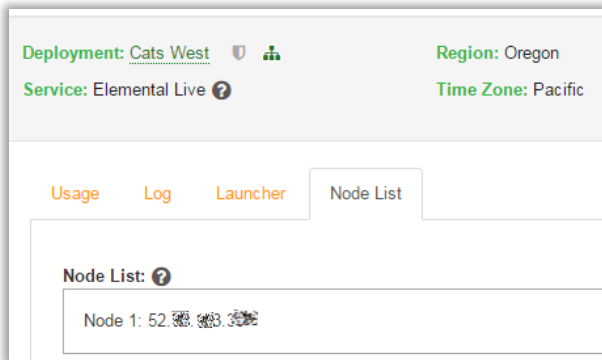 Deployment: Cats West
Region: Oregon
Service: Elemental Live
Time Zone: Pacific
Usage Log Launcher Node List
Node List:
Node 1: 52.